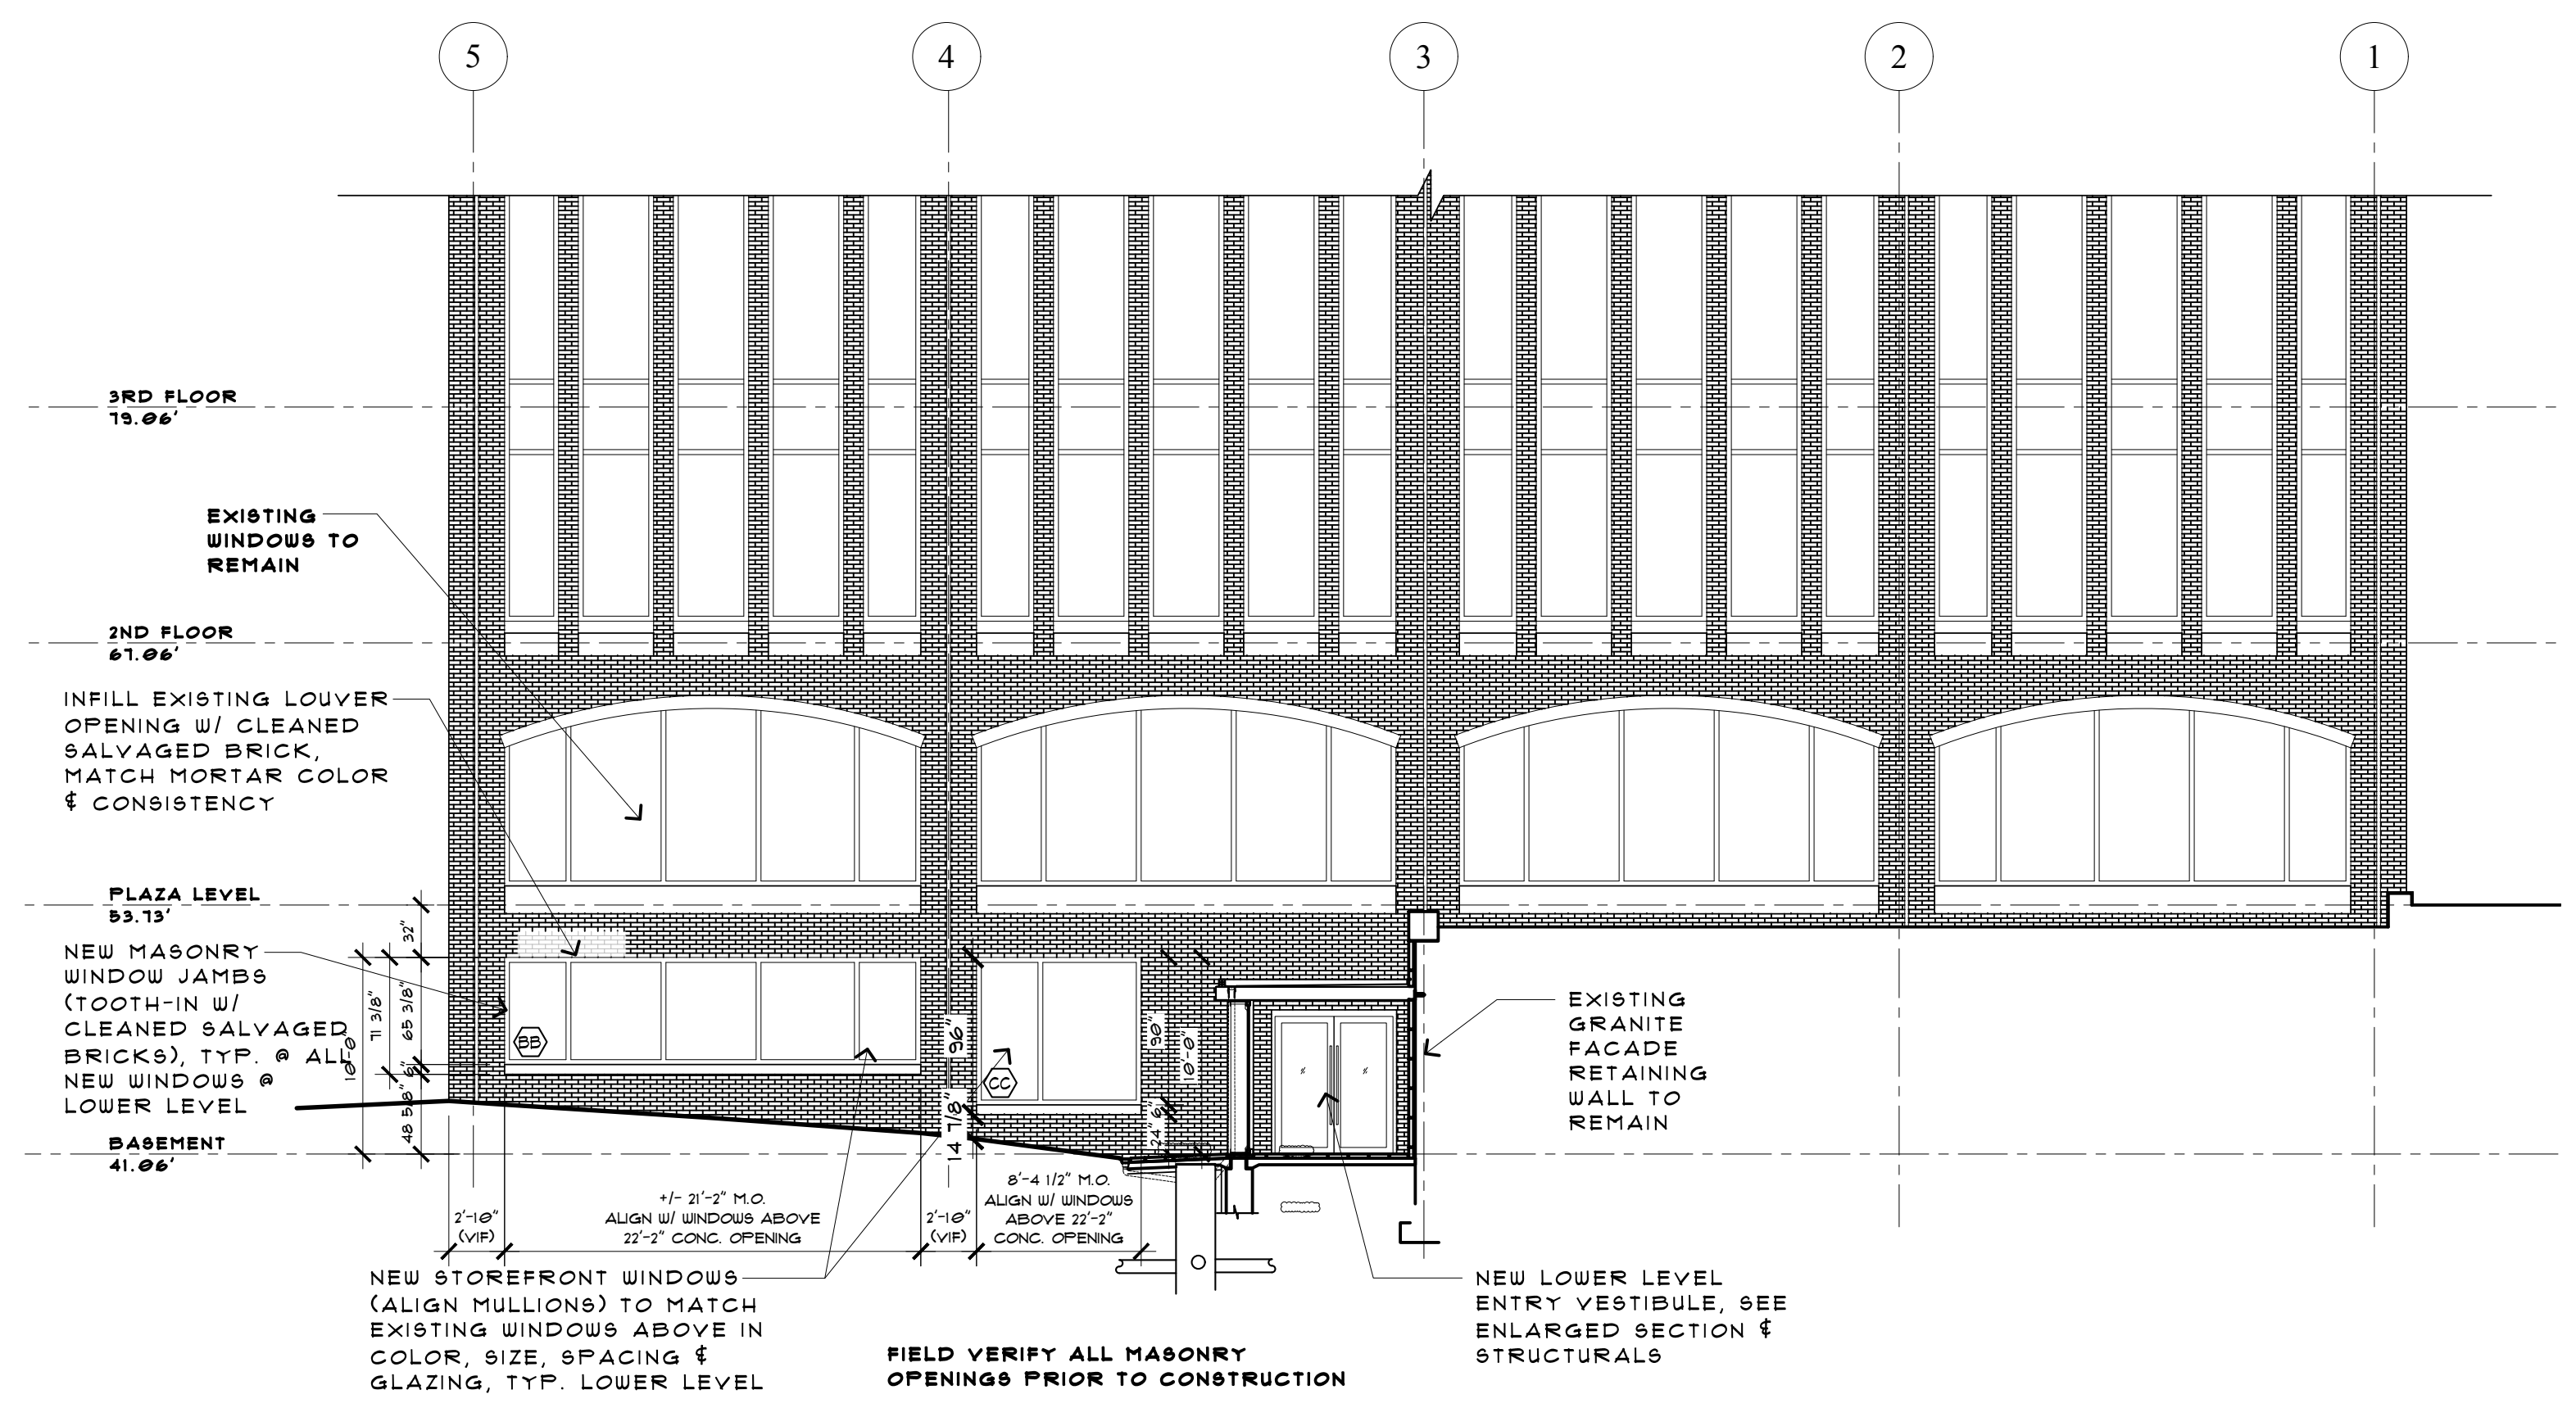 5
4
3
2
1
3RD FLOOR
79.06'
EXISTING
WINDOWS TO
REMAIN
2ND FLOOR
67.06'
INFILL EXISTING LOUVER
OPENING W/ CLEANED
SALVAGED BRICK,
MATCH MORTAR COLOR
& CONSISTENCY
PLAZA LEVEL
53.73'
32"
NEW MASONRY
WINDOW JAMBS
(TOOTH-IN W/
CLEANED SALVAGED
BRICKS), TYP. @ ALL
NEW WINDOWS @
LOWER LEVEL
10'-0"
71 3/8"
65 3/8"
6"
48 5/8"
BB
96"
14 7/8"
CC
90"
6"
24"
10'-0"
EXISTING
GRANITE
FACADE
RETAINING
WALL TO
REMAIN
BASEMENT
41.06'
2'-10"
(VIF)
+/- 21'-2" M.O.
ALIGN W/ WINDOWS ABOVE
22'-2" CONC. OPENING
2'-10"
(VIF)
8'-4 1/2" M.O.
ALIGN W/ WINDOWS
ABOVE 22'-2"
CONC. OPENING
NEW STOREFRONT WINDOWS
(ALIGN MULLIONS) TO MATCH
EXISTING WINDOWS ABOVE IN
COLOR, SIZE, SPACING &
GLAZING, TYP. LOWER LEVEL
FIELD VERIFY ALL MASONRY
OPENINGS PRIOR TO CONSTRUCTION
NEW LOWER LEVEL
ENTRY VESTIBULE, SEE
ENLARGED SECTION &
STRUCTURALS